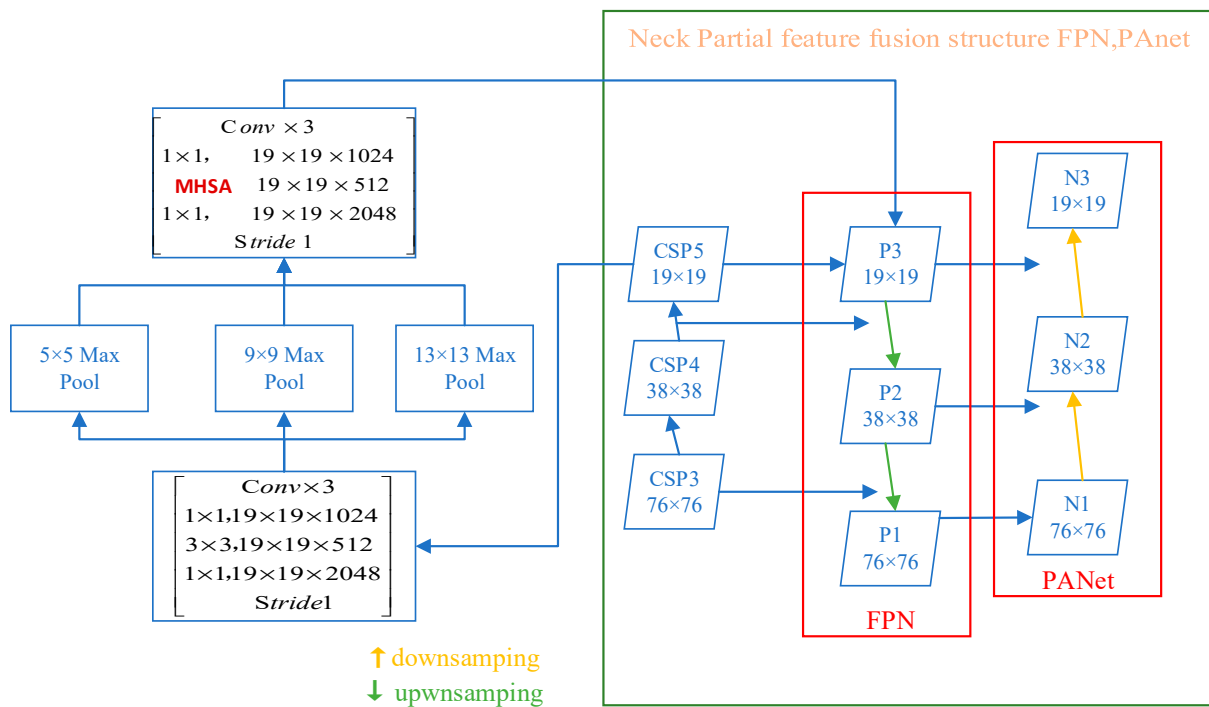 Neck Partial feature fusion structure FPN,PAnet
Conv ×3
1×1, 19×19×1024
MHSA 19×19×512
1×1, 19×19×2048
Stride 1
5×5 Max
Pool
9×9 Max
Pool
13×13 Max
Pool
Conv×3
1×1,19×19×1024
3×3,19×19×512
1×1,19×19×2048
Stride1
CSP5
19×19
CSP4
38×38
CSP3
76×76
P3
19×19
P2
38×38
P1
76×76
FPN
N3
19×19
N2
38×38
N1
76×76
PANet
↑ downsamping
↓ upwnsamping